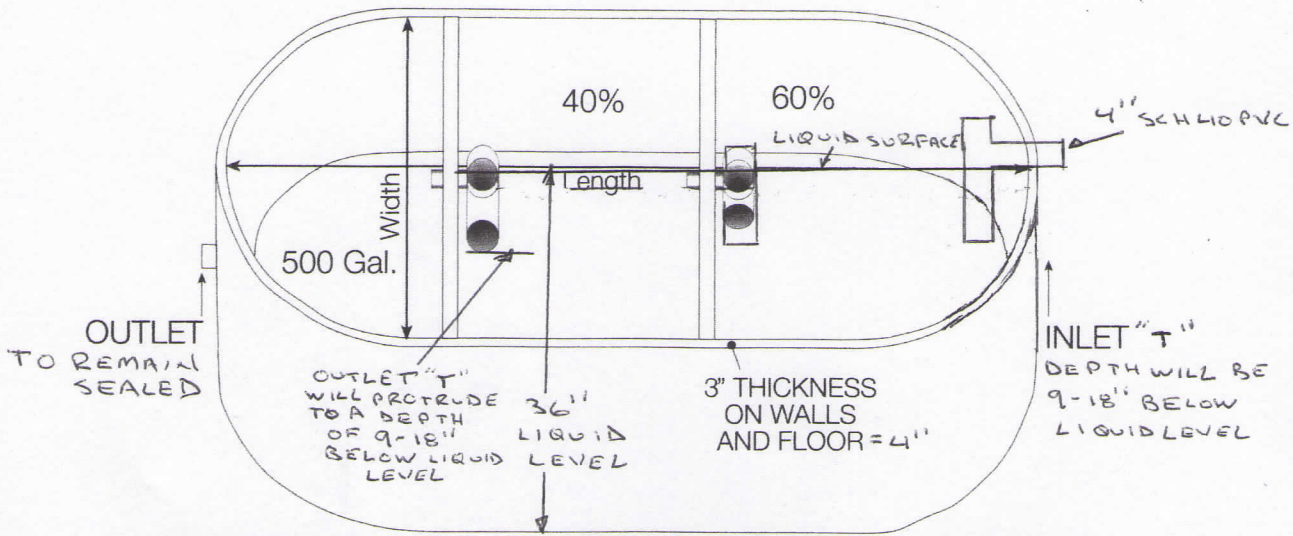 40%
60%
LIQUID SURFACE
4" SCH40 PVC
Width
Length
500 Gal.
OUTLET
TO REMAIN
SEALED
OUTLET "T"
WILL PROTRUDE
TO A DEPTH
OF 9-18"
BELOW LIQUID
LEVEL
36"
LIQUID
LEVEL
3" THICKNESS
ON WALLS
AND FLOOR = 4"
INLET "T"
DEPTH WILL BE
9-18" BELOW
LIQUID LEVEL